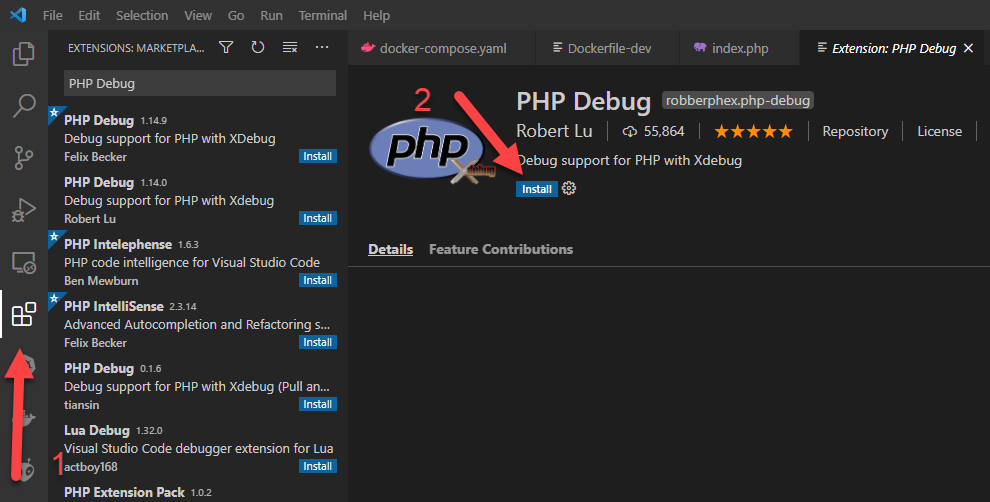 File Edit Selection View Go Run Terminal Help
EXTENSIONS: MARKETPLA...
docker-compose.yaml
Dockerfile-dev
index.php
Extension: PHP Debug
PHP Debug
PHP Debug 1.14.9
Debug support for PHP with XDebug
Felix Becker Install
PHP Debug 1.14.0
Debug support for PHP with Xdebug
Robert Lu Install
PHP Intelephense 1.6.3
PHP code intelligence for Visual Studio Code
Ben Mewburn Install
PHP IntelliSense 2.3.14
Advanced Autocompletion and Refactoring s...
Felix Becker Install
PHP Debug 0.1.6
Debug support for PHP with Xdebug (Pull an...
tiansin Install
Lua Debug 1.32.0
Visual Studio Code debugger extension for Lua
actboy168 Install
PHP Extension Pack 1.0.2
1
2
php
PHP Debug robberphex.php-debug
Robert Lu 55,864 Repository License
Debug support for PHP with Xdebug
Install
Details Feature Contributions